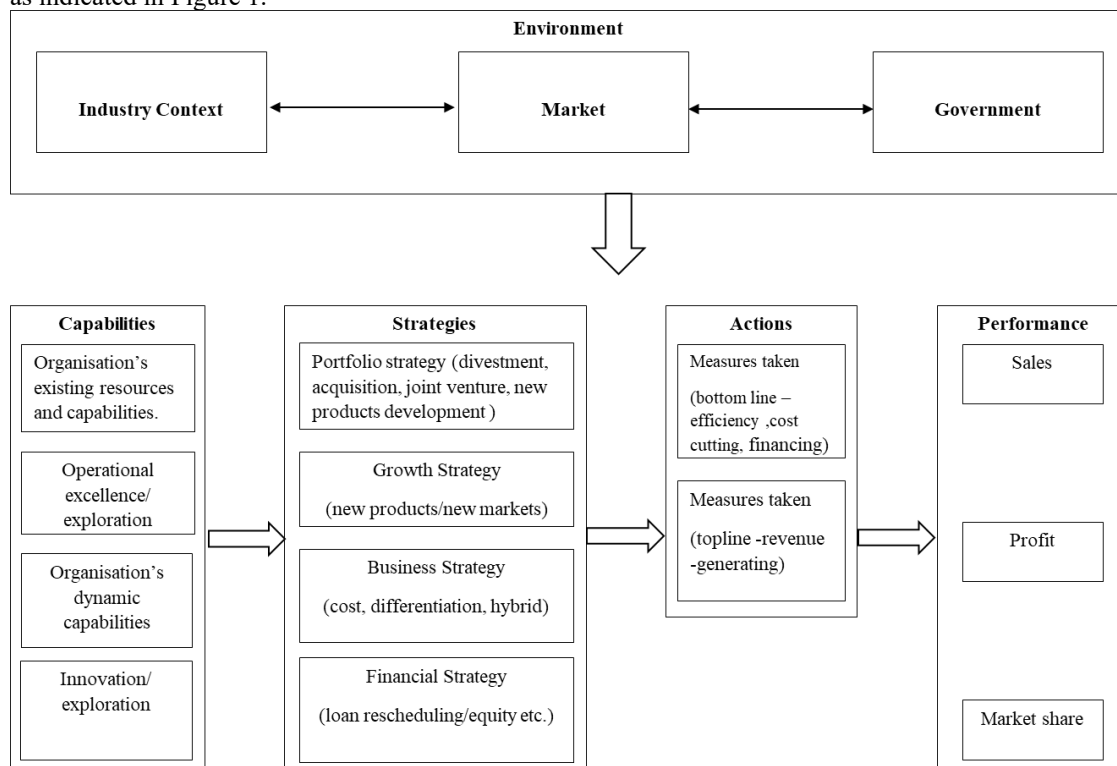 as indicated in Figure 1.
Environment
Industry Context
Market
Government
Capabilities
Organisation's
existing resources
and capabilities.
Operational
excellence/
exploration
Organisation's
dynamic
capabilities
Innovation/
exploration
Strategies
Portfolio strategy (divestment,
acquisition, joint venture, new
products development )
Growth Strategy
(new products/new markets)
Business Strategy
(cost, differentiation, hybrid)
Financial Strategy
(loan rescheduling/equity etc.)
Actions
Measures taken
(bottom line –
efficiency ,cost
cutting, financing)
Measures taken
(topline -revenue
-generating)
Performance
Sales
Profit
Market share